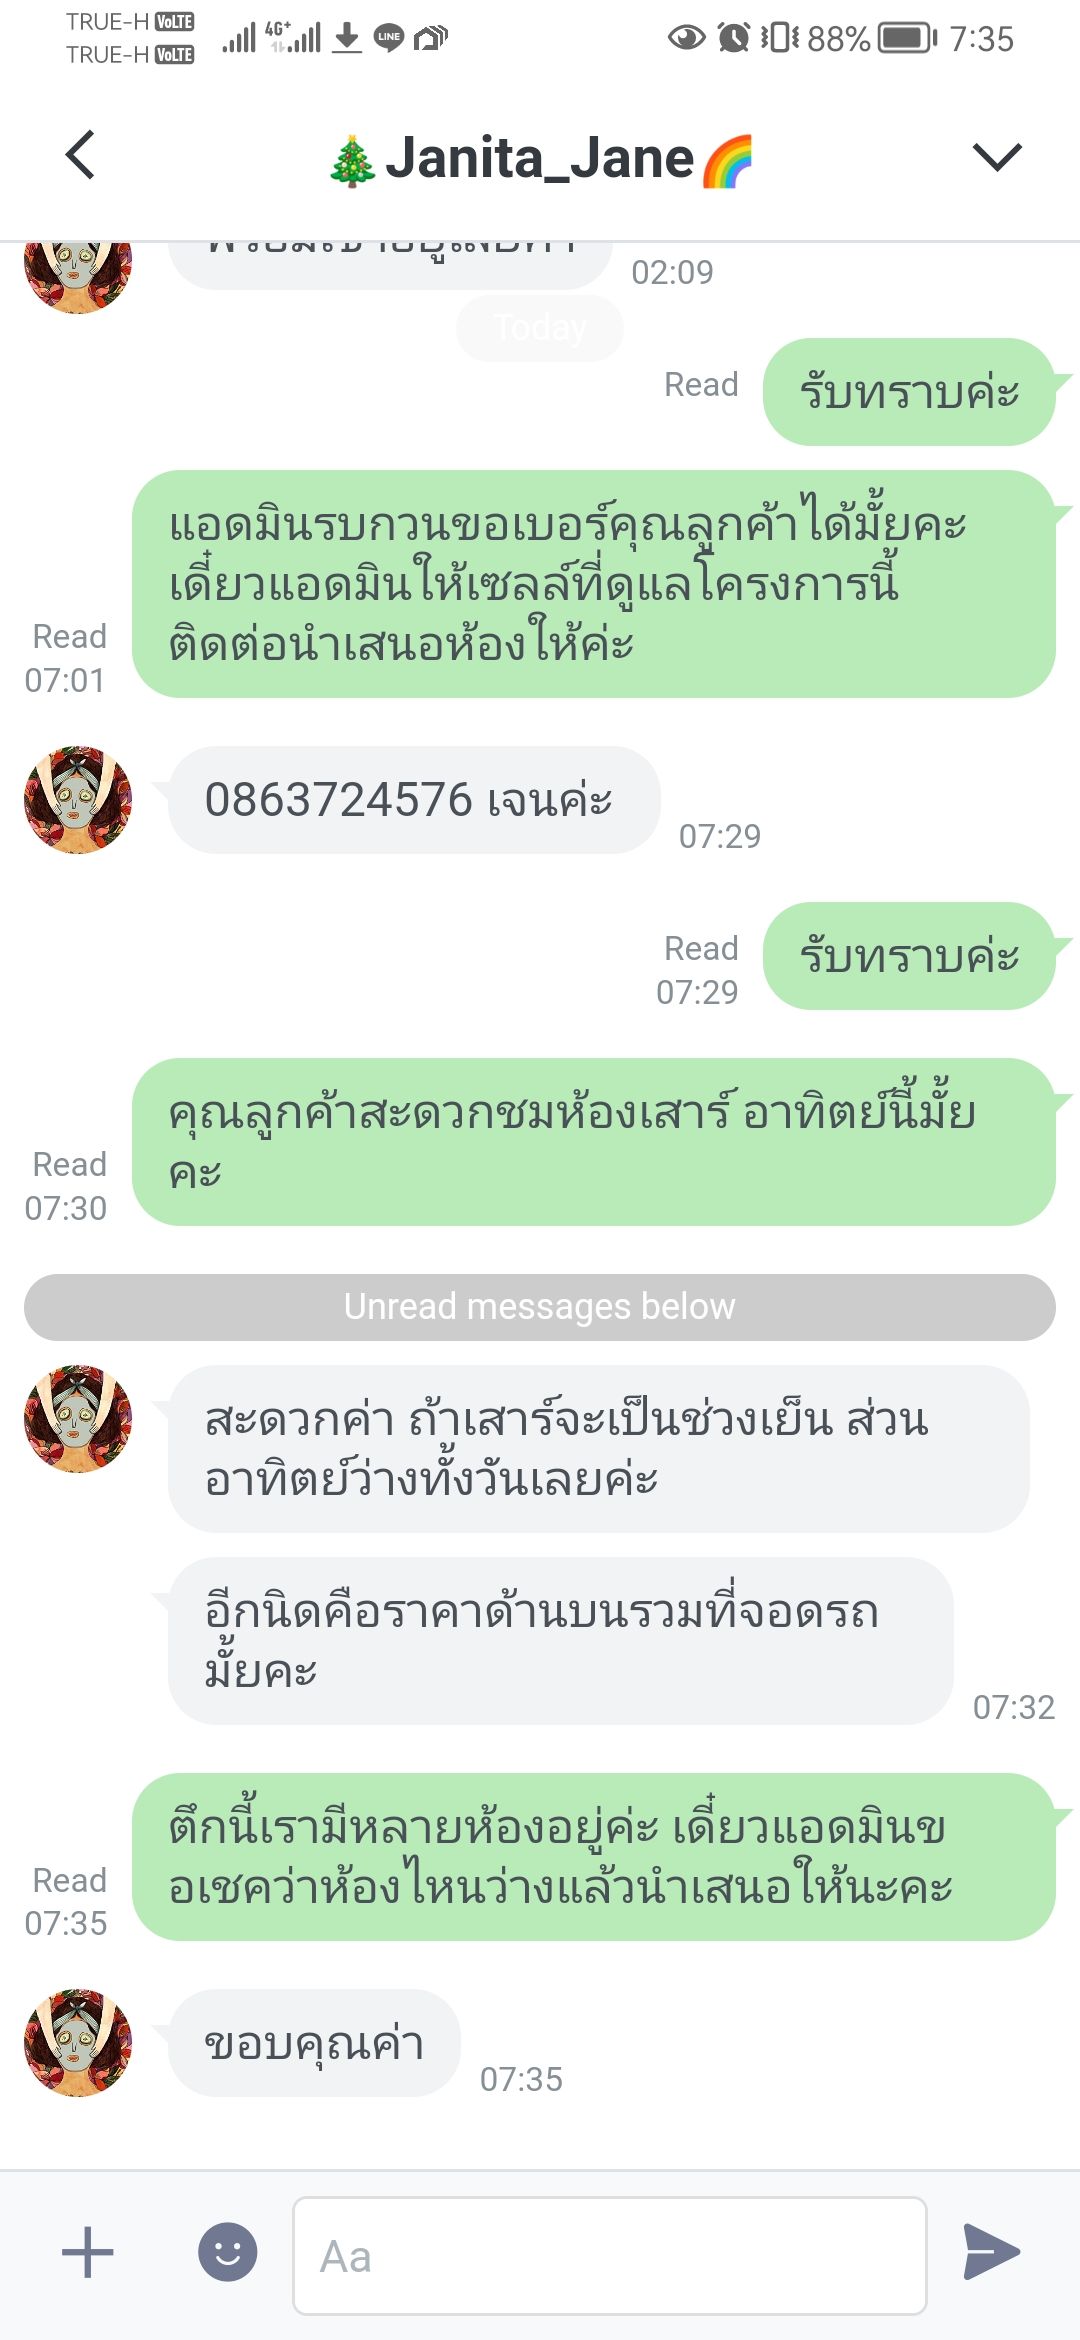 TRUE-H VoLTE
TRUE-H VoLTE
4G+
LINE
88%
7:35
🎄Janita_Jane🌈
02:09
Today
Read
รับทราบค่ะ
แอดมินรบกวนขอเบอร์คุณลูกค้าได้มั้ยคะ
เดี๋ยวแอดมินให้เซลล์ที่ดูแลโครงการนี้
ติดต่อนำเสนอห้องให้ค่ะ
Read
07:01
0863724576 เจนค่ะ
07:29
Read
07:29
รับทราบค่ะ
คุณลูกค้าสะดวกชมห้องเสาร์ อาทิตย์นี้มั้ย
คะ
Read
07:30
Unread messages below
สะดวกค่า ถ้าเสาร์จะเป็นช่วงเย็น ส่วน
อาทิตย์ว่างทั้งวันเลยค่ะ
อีกนิดคือราคาด้านบนรวมที่จอดรถ
มั้ยคะ
07:32
ตึกนี้เรามีหลายห้องอยู่ค่ะ เดี๋ยวแอดมินข
อเชคว่าห้องไหนว่างแล้วนำเสนอให้นะคะ
Read
07:35
ขอบคุณค่า
07:35
Aa